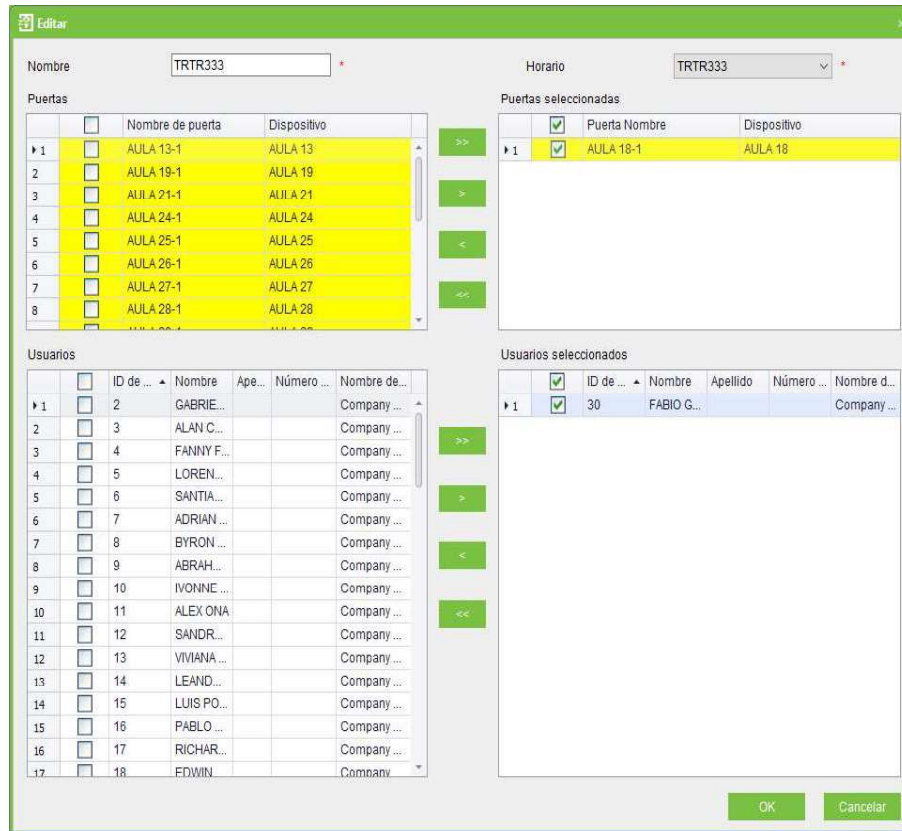 Editar
Nombre TRTR333 * Horario TRTR333 *
Puertas Puertas seleccionadas
Nombre de puerta Dispositivo
1 AULA 13-1 AULA 13
2 AULA 19-1 AULA 19
3 AULA 21-1 AULA 21
4 AULA 24-1 AULA 24
5 AULA 25-1 AULA 25
6 AULA 26-1 AULA 26
7 AULA 27-1 AULA 27
8 AULA 28-1 AULA 28
>>
>
<
<<
Puerta Nombre Dispositivo
1 AULA 18-1 AULA 18
Usuarios Usuarios seleccionados
ID de ... Nombre Ape... Número ... Nombre de...
1 2 GABRIE... Company ...
2 3 ALAN C... Company ...
3 4 FANNY F... Company ...
4 5 LOREN... Company ...
5 6 SANTIA... Company ...
6 7 ADRIAN ... Company ...
7 8 BYRON ... Company ...
8 9 ABRAH... Company ...
9 10 IVONNE ... Company ...
10 11 ALEX ONA Company ...
11 12 SANDR... Company ...
12 13 VIVIANA ... Company ...
13 14 LEAND... Company ...
14 15 LUIS PO... Company ...
15 16 PABLO ... Company ...
16 17 RICHAR... Company ...
17 18 EDWIN Company
>>
>
<
<<
ID de ... Nombre Apellido Número ... Nombre d...
1 30 FABIO G... Company ...
OK Cancelar